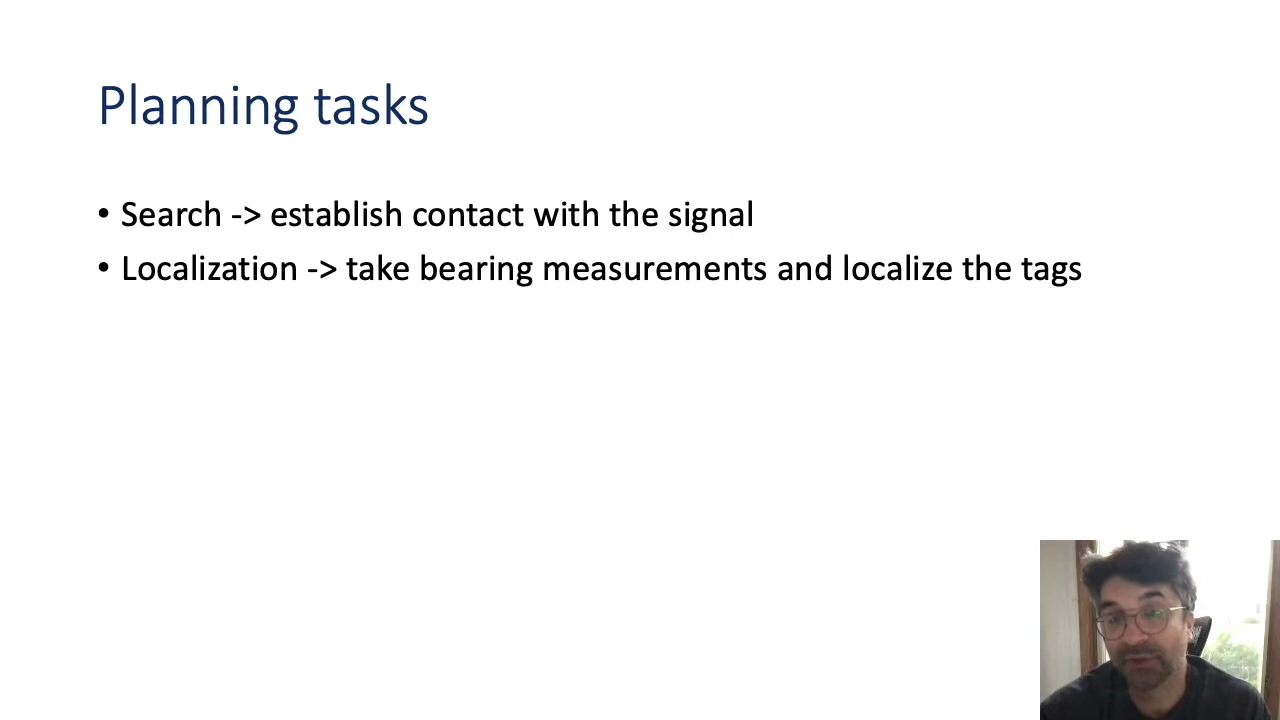 Planning tasks
• Search -> establish contact with the signal
• Localization -> take bearing measurements and localize the tags